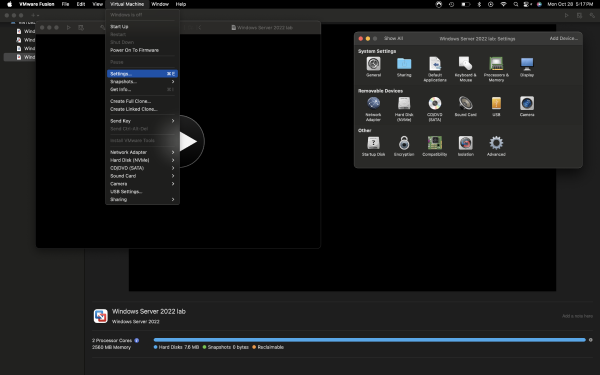 VMware Fusion File Edit View Virtual Machine Window Help Mon Oct 28 5:17 PM
Windows is off
Start Up
Restart
Shut Down
Power On To Firmware
Pause
Settings... ⌘E
Snapshots...
Get Info... ⌘I
Create Full Clone...
Create Linked Clone...
Send Key
Send Ctrl-Alt-Del
Install VMware Tools
Network Adapter
Hard Disk (NVMe)
CD/DVD (SATA)
Sound Card
Camera
USB Settings...
Sharing
Windows Server 2022 lab
Show All Windows Server 2022 lab: Settings Add Device...
System Settings
General Sharing Default Applications Keyboard & Mouse Processors & Memory Display
Removable Devices
Network Adapter Hard Disk (NVMe) CD/DVD (SATA) Sound Card USB Camera
Other
Startup Disk Encryption Compatibility Isolation Advanced
Windows Server 2022 lab
Windows Server 2022
Add a note here
2 Processor Cores
2560 MB Memory
Hard Disks 7.6 MB Snapshots 0 bytes Reclaimable